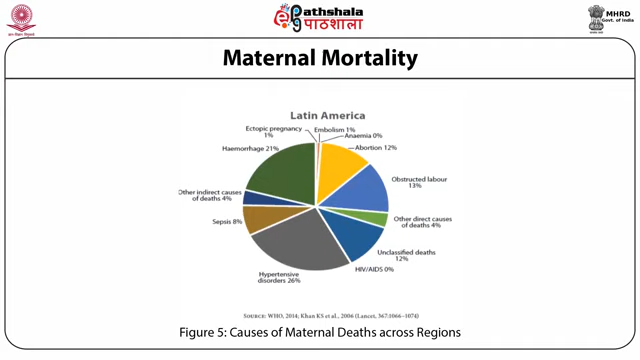 ePathshala
पाठशाला
MHRD
Govt. of India
Maternal Mortality
Latin America
Ectopic pregnancy
1%
Embolism 1%
Anaemia 0%
Abortion 12%
Haemorrhage 21%
Obstructed labour
13%
Other indirect causes
of deaths 4%
Other direct causes
of deaths 4%
Sepsis 8%
Unclassified deaths
12%
HIV/AIDS 0%
Hypertensive
disorders 26%
SOURCE: WHO, 2014; Khan KS et al., 2006 (Lancet, 367:1066–1074)
Figure 5: Causes of Maternal Deaths across Regions